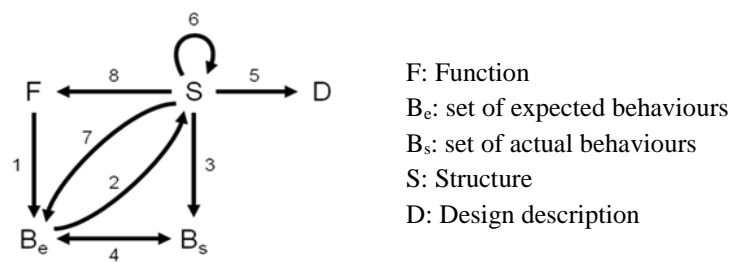 6
8
5
F
S
D
7
1
2
3
Bₑ
Bₛ
4
F: Function
Bₑ: set of expected behaviours
Bₛ: set of actual behaviours
S: Structure
D: Design description